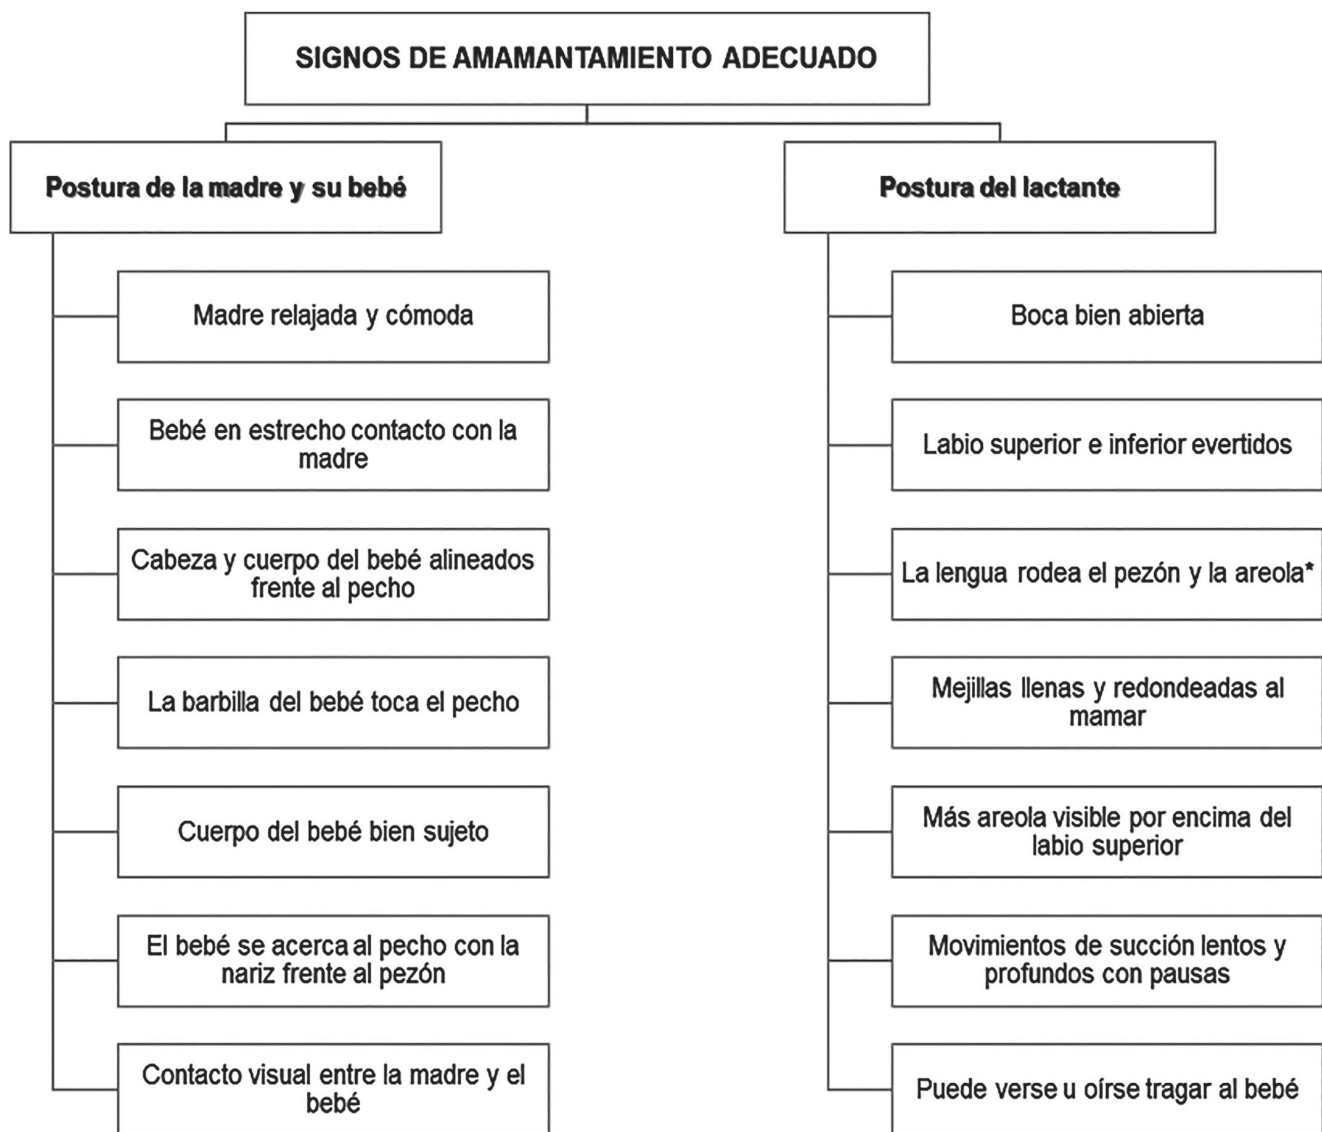 SIGNOS DE AMAMANTAMIENTO ADECUADO
Postura de la madre y su bebé
Madre relajada y cómoda
Bebé en estrecho contacto con la
madre
Cabeza y cuerpo del bebé alineados
frente al pecho
La barbilla del bebé toca el pecho
Cuerpo del bebé bien sujeto
El bebé se acerca al pecho con la
nariz frente al pezón
Contacto visual entre la madre y el
bebé
Postura del lactante
Boca bien abierta
Labio superior e inferior evertidos
La lengua rodea el pezón y la areola*
Mejillas llenas y redondeadas al
mamar
Más areola visible por encima del
labio superior
Movimientos de succión lentos y
profundos con pausas
Puede verse u oírse tragar al bebé